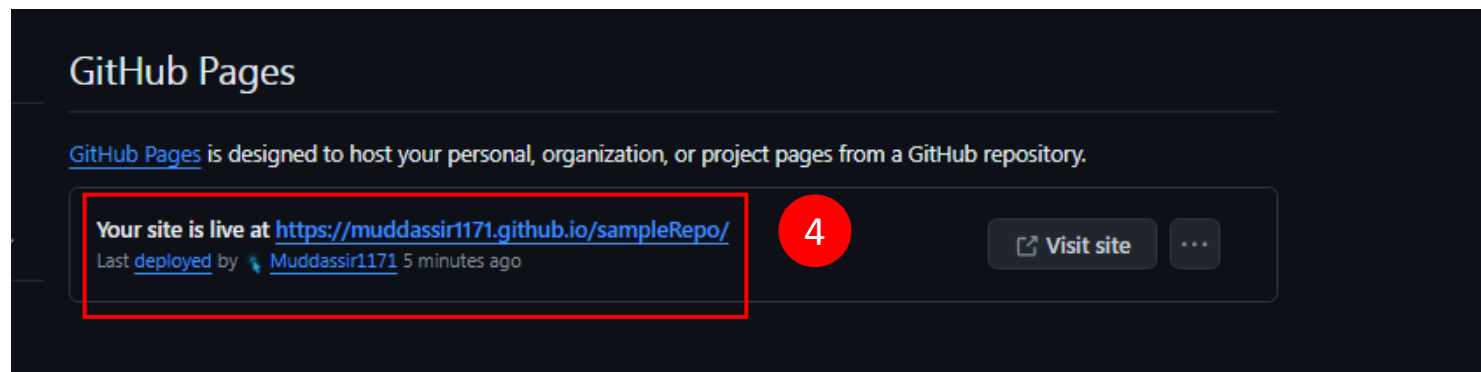 GitHub Pages
GitHub Pages is designed to host your personal, organization, or project pages from a GitHub repository.
Your site is live at https://muddassir1171.github.io/sampleRepo/
Last deployed by Muddassir1171 5 minutes ago
4
Visit site